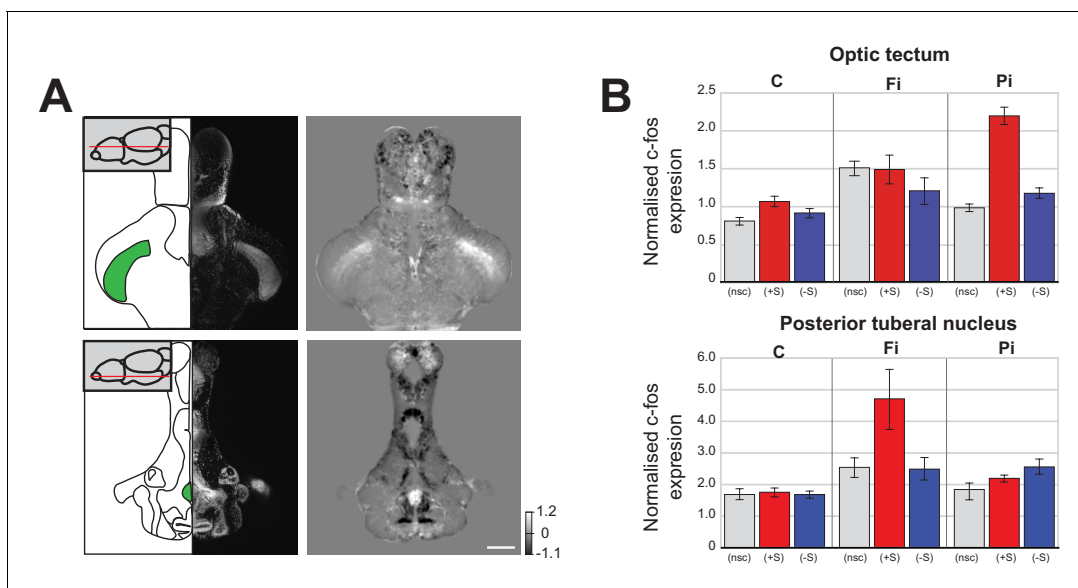 A
1.2
0
-1.1
B
Optic tectum
C Fi Pi
Normalised c-fos
expresion
2.5
2.0
1.5
1.0
0.5
0
(nsc) (+S) (-S) (nsc) (+S) (-S) (nsc) (+S) (-S)
Posterior tuberal nucleus
C Fi Pi
Normalised c-fos
expresion
6.0
5.0
4.0
3.0
2.0
1.0
0.0
(nsc) (+S) (-S) (nsc) (+S) (-S) (nsc) (+S) (-S)